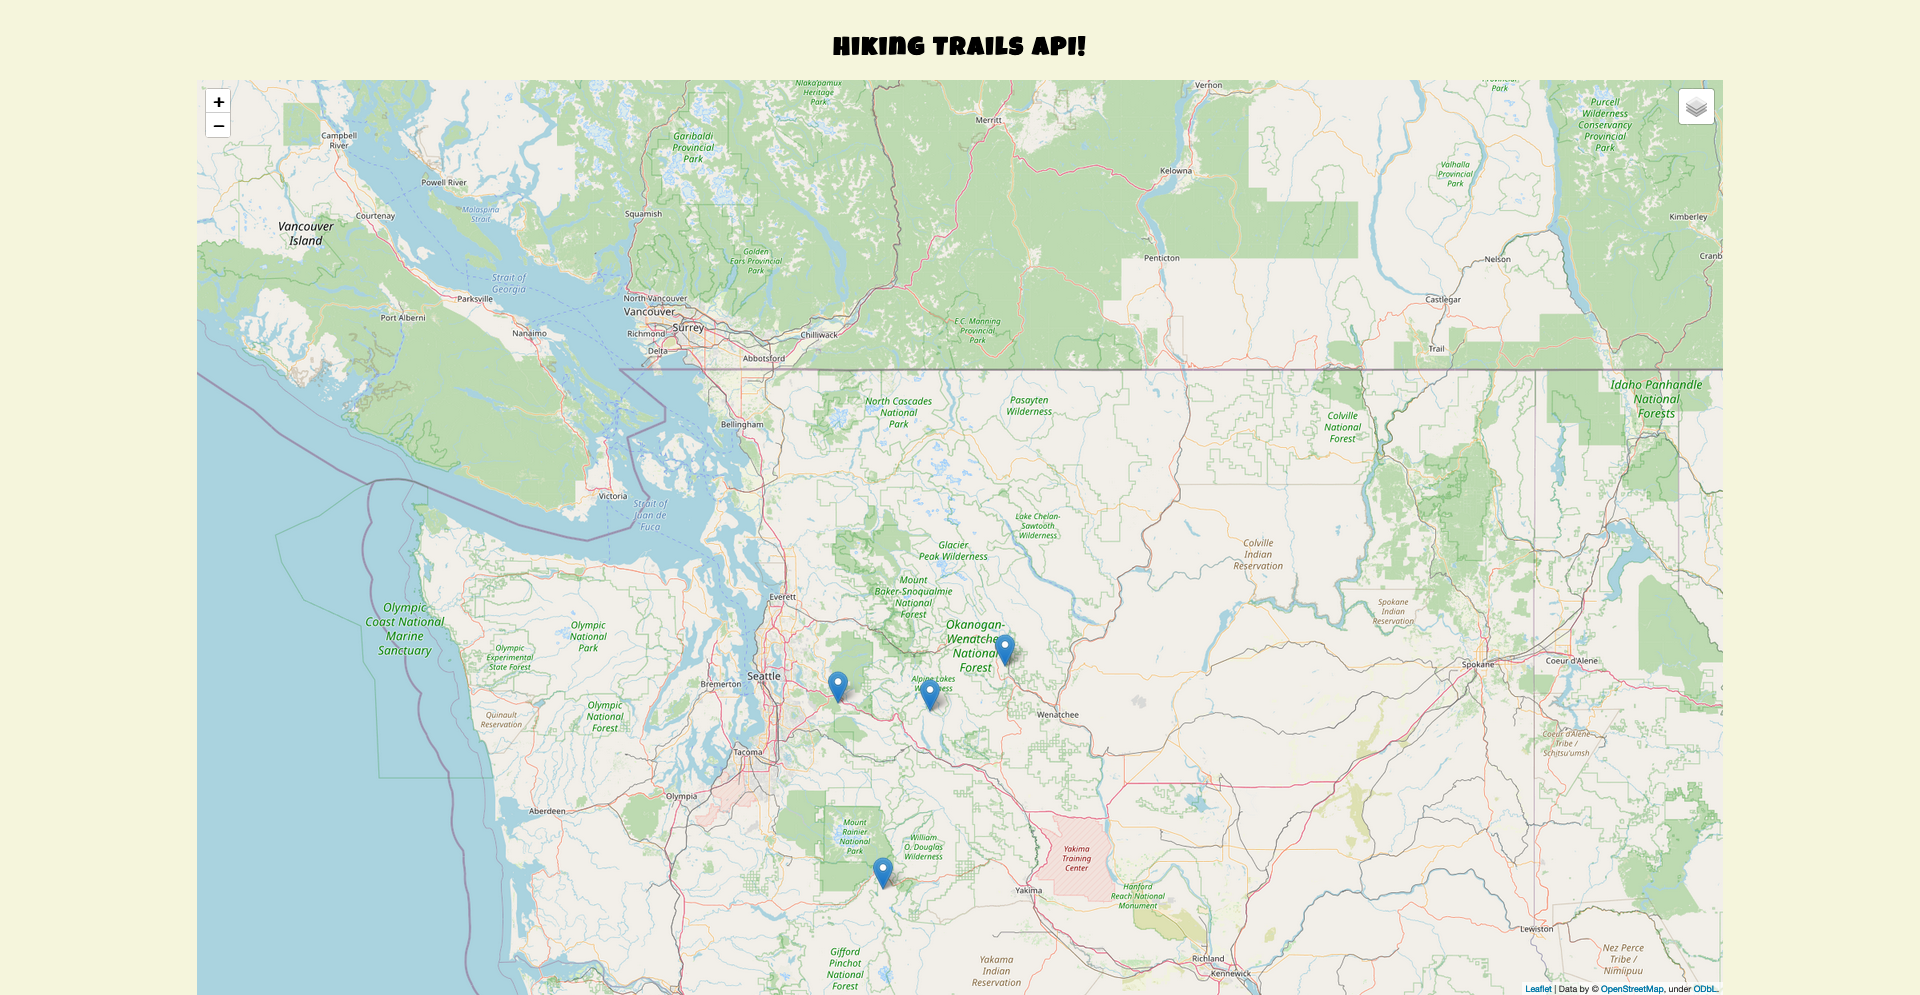 HIKING TRAILS API!
+
−
Nlaka'pamux
Heritage
Park
Vernon
Park
Purcell
Wilderness
Conservancy
Provincial
Park
Campbell
River
Garibaldi
Provincial
Park
Merritt
Powell River
Kelowna
Valhalla
Provincial
Park
Malaspina
Strait
Courtenay
Squamish
Kimberley
Vancouver
Island
Golden
Ears Provincial
Park
Penticton
Nelson
Cranb
Strait of
Georgia
Parksville
North Vancouver
Vancouver
Castlegar
Port Alberni
Nanaimo
Richmond
Surrey
Chilliwack
E.C. Manning
Provincial
Park
Delta
Abbotsford
Trail
Idaho Panhandle
National
Forests
North Cascades
National
Park
Pasayten
Wilderness
Colville
National
Forest
Bellingham
Victoria
Strait of
Juan de
Fuca
Lake Chelan-
Sawtooth
Wilderness
Glacier
Peak Wilderness
Colville
Indian
Reservation
Mount
Baker-Snoqualmie
National
Forest
Everett
Olympic
Coast National
Marine
Sanctuary
Spokane
Indian
Reservation
Olympic
National
Park
Okanogan-
Wenatche
National
Forest
Olympic
Experimental
State Forest
Spokane
Coeur d'Alene
Seattle
Bremerton
Alpine Lakes
Quinault
Reservation
Olympic
National
Forest
Wenatchee
Tacoma
Coeur d'Alene
Tribe /
Schitsu'umsh
Olympia
Aberdeen
Mount
Rainier
National
Park
William
O. Douglas
Wilderness
Yakima
Training
Center
Yakima
Hanford
Reach National
Monument
Lewiston
Gifford
Pinchot
National
Forest
Yakama
Indian
Reservation
Richland
Kennewick
Nez Perce
Tribe /
Nimiipuu
Leaflet | Data by © OpenStreetMap, under ODbL.